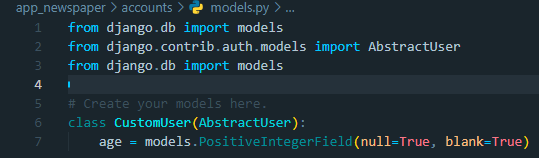 app_newspaper > accounts > models.py > ...
1 from django.db import models
2 from django.contrib.auth.models import AbstractUser
3 from django.db import models
4
5 # Create your models here.
6 class CustomUser(AbstractUser):
7     age = models.PositiveIntegerField(null=True, blank=True)